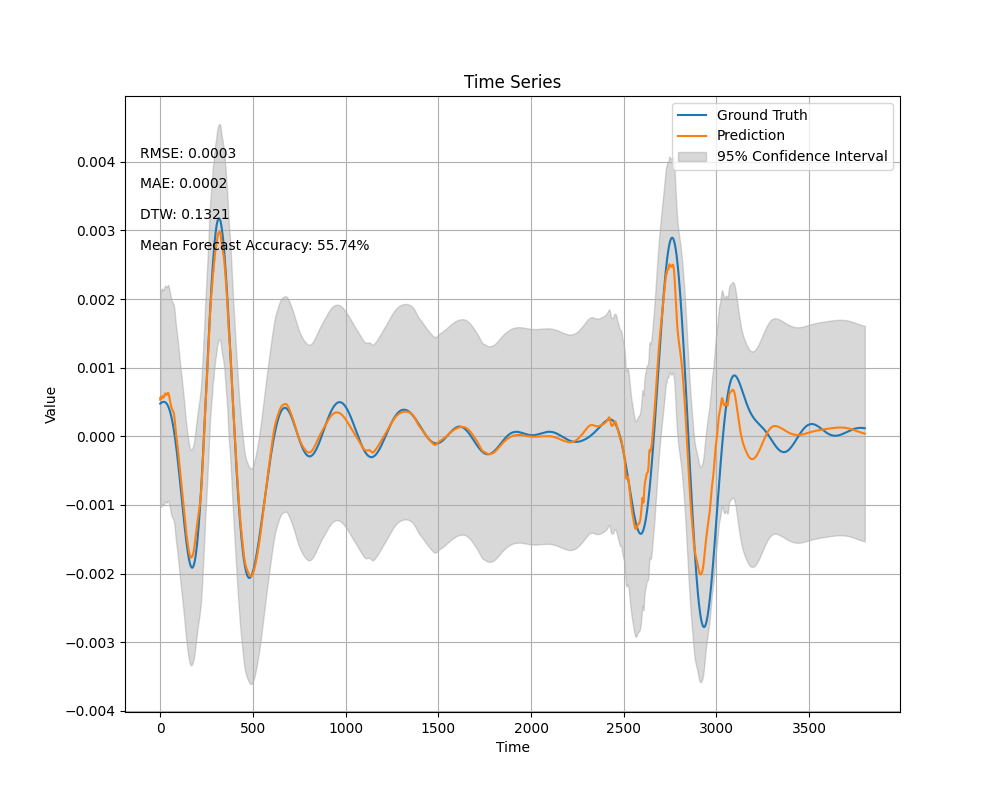 Time Series
Ground Truth
Prediction
95% Confidence Interval
RMSE: 0.0003
MAE: 0.0002
DTW: 0.1321
Mean Forecast Accuracy: 55.74%
Value
0.004
0.003
0.002
0.001
0.000
−0.001
−0.002
−0.003
−0.004
0 500 1000 1500 2000 2500 3000 3500
Time